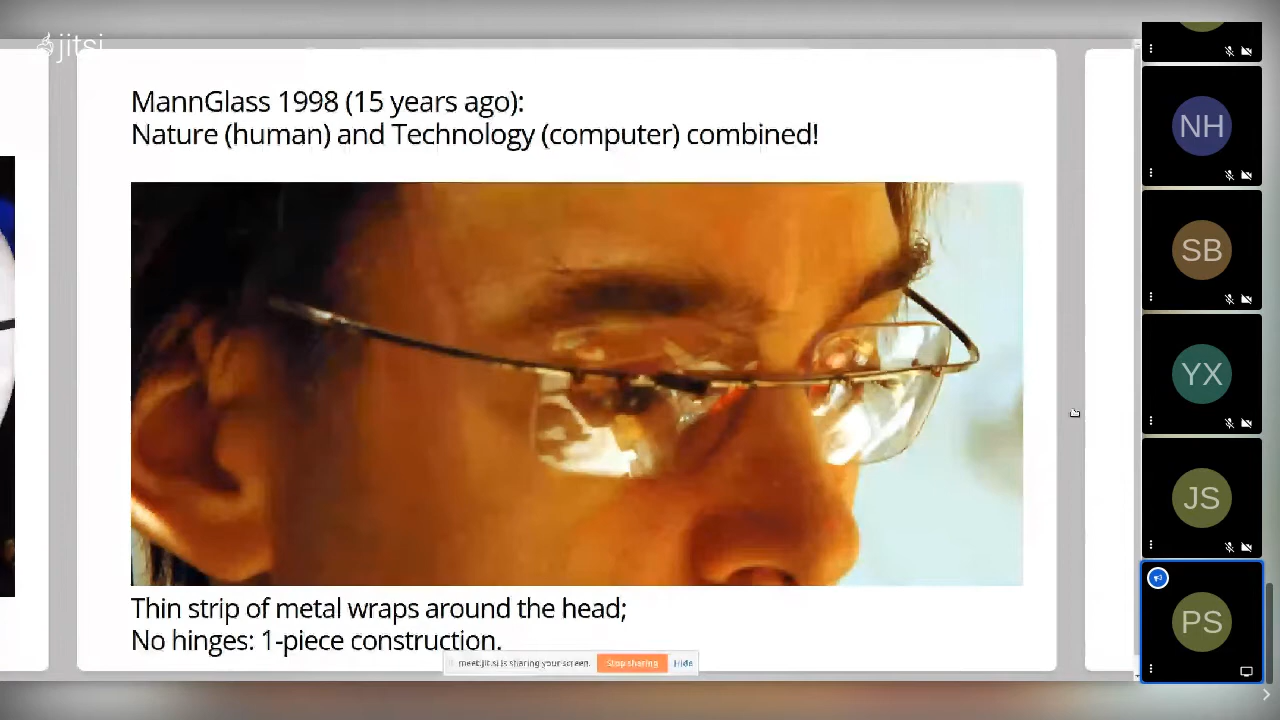 jitsi
MannGlass 1998 (15 years ago):
Nature (human) and Technology (computer) combined!
Thin strip of metal wraps around the head;
No hinges: 1-piece construction.
meet.jit.si is sharing your screen.
Stop sharing
Hide
NH
SB
YX
JS
PS